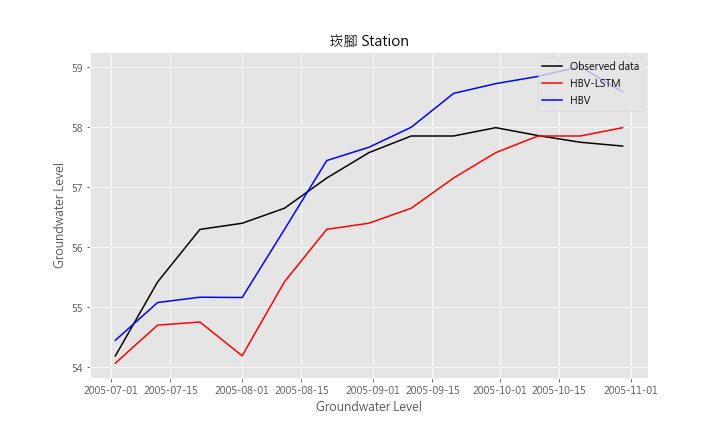 崁腳 Station
Observed data
HBV-LSTM
HBV
Groundwater Level
59
58
57
56
55
54
2005-07-01 2005-07-15 2005-08-01 2005-08-15 2005-09-01 2005-09-15 2005-10-01 2005-10-15 2005-11-01
Groundwater Level